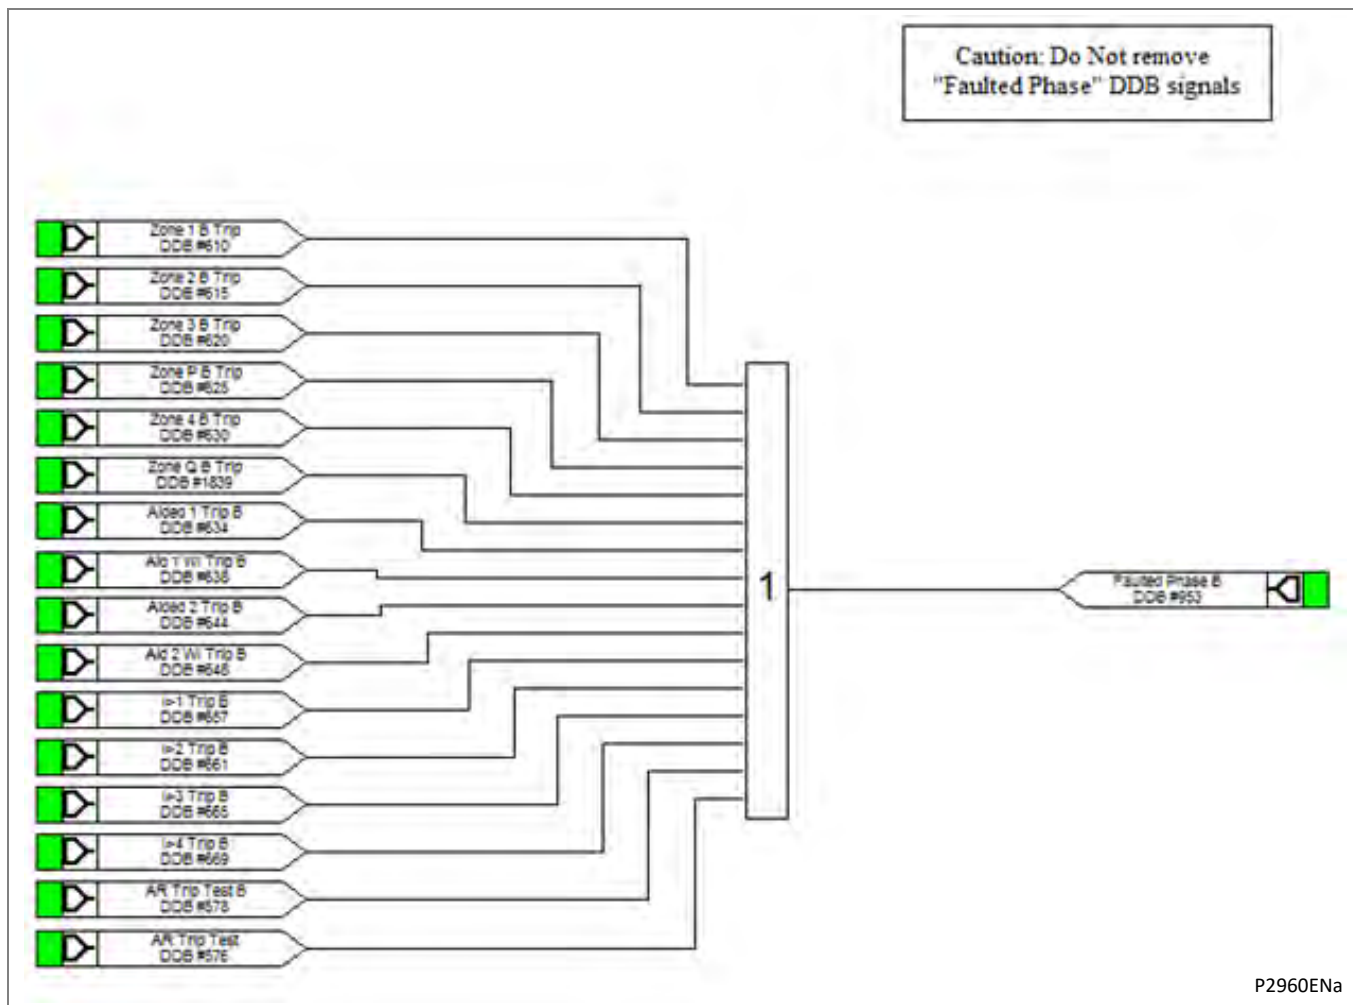 Caution: Do Not remove
"Faulted Phase" DDB signals
Zone 1 B Trip
DDB #610
Zone 2 B Trip
DDB #615
Zone 3 B Trip
DDB #620
Zone P B Trip
DDB #625
Zone 4 B Trip
DDB #630
Zone Q B Trip
DDB #1839
Aided 1 Trip B
DDB #634
Aid 1 WI Trip B
DDB #638
Aided 2 Trip B
DDB #644
Aid 2 WI Trip B
DDB #648
I>1 Trip B
DDB #657
I>2 Trip B
DDB #661
I>3 Trip B
DDB #665
I>4 Trip B
DDB #669
AR Trip Test B
DDB #578
AR Trip Test
DDB #576
1
Faulted Phase B
DDB #953
P2960ENa